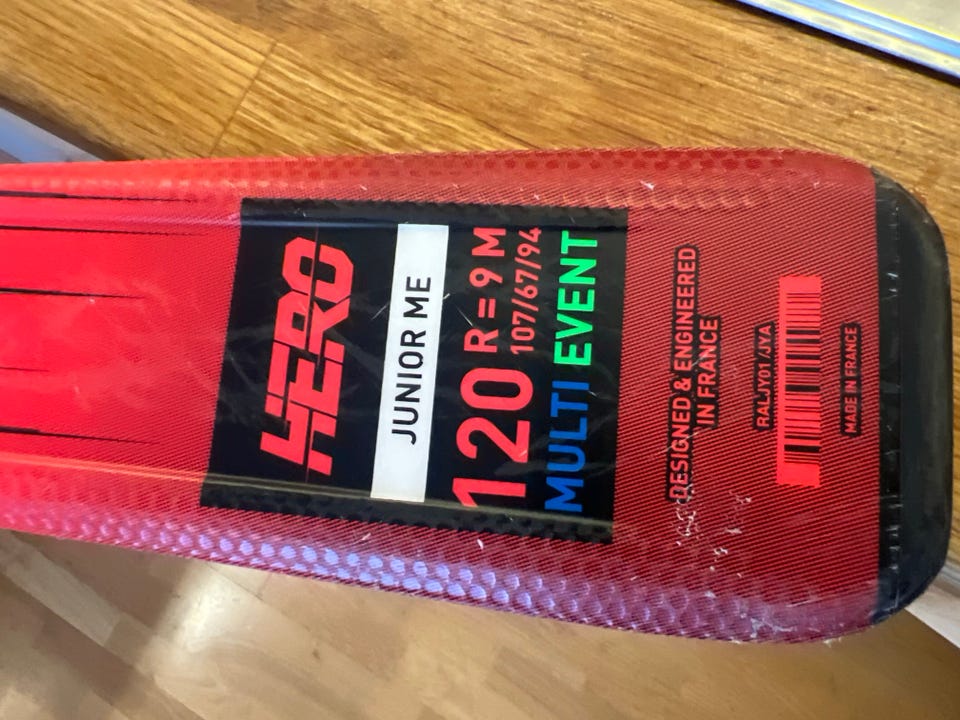 HERO
JUNIOR ME
120 R = 9 M
107/67/94
MULTI EVENT
DESIGNED & ENGINEERED
IN FRANCE
RALJY01/JYA
MADE IN FRANCE